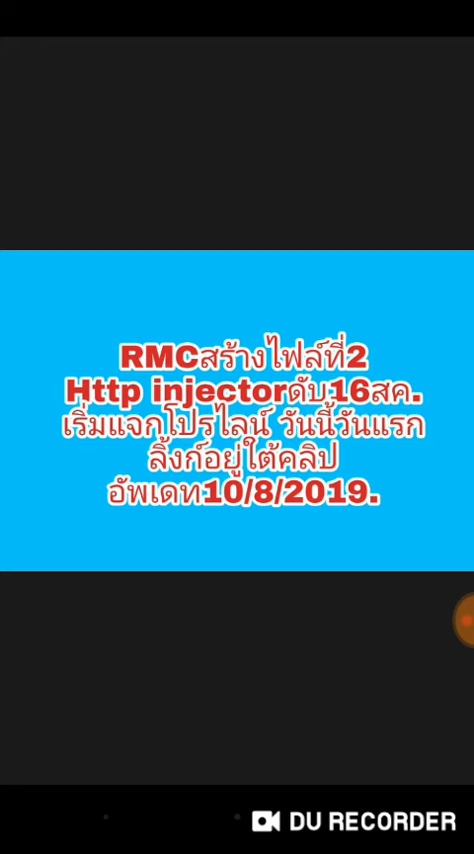 RMCสร้างไฟล์ที่2
Http injectorดับ16สค.
เริ่มแจกโปรไลน์ วันนี้วันแรก
ลิ้งก์อยู่ใต้คลิป
อัพเดท10/8/2019.
DU RECORDER